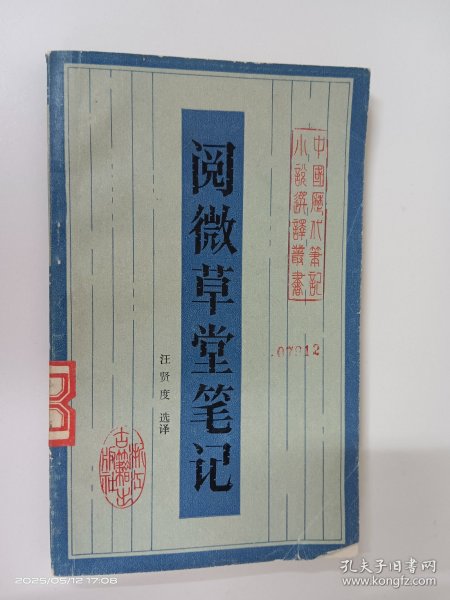 中國歷代筆記
小說選譯叢書
阅微草堂笔记
汪贤度 选译
07912
浙江
古籍出
版社
2025/05/12 17:08
孔夫子旧书网
www.kongfz.com